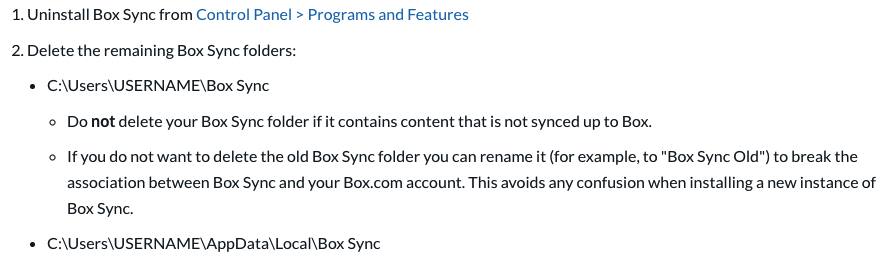 1. Uninstall Box Sync from Control Panel > Programs and Features
2. Delete the remaining Box Sync folders:
• C:\Users\USERNAME\Box Sync
◦ Do not delete your Box Sync folder if it contains content that is not synced up to Box.
◦ If you do not want to delete the old Box Sync folder you can rename it (for example, to "Box Sync Old") to break the
association between Box Sync and your Box.com account. This avoids any confusion when installing a new instance of
Box Sync.
• C:\Users\USERNAME\AppData\Local\Box Sync